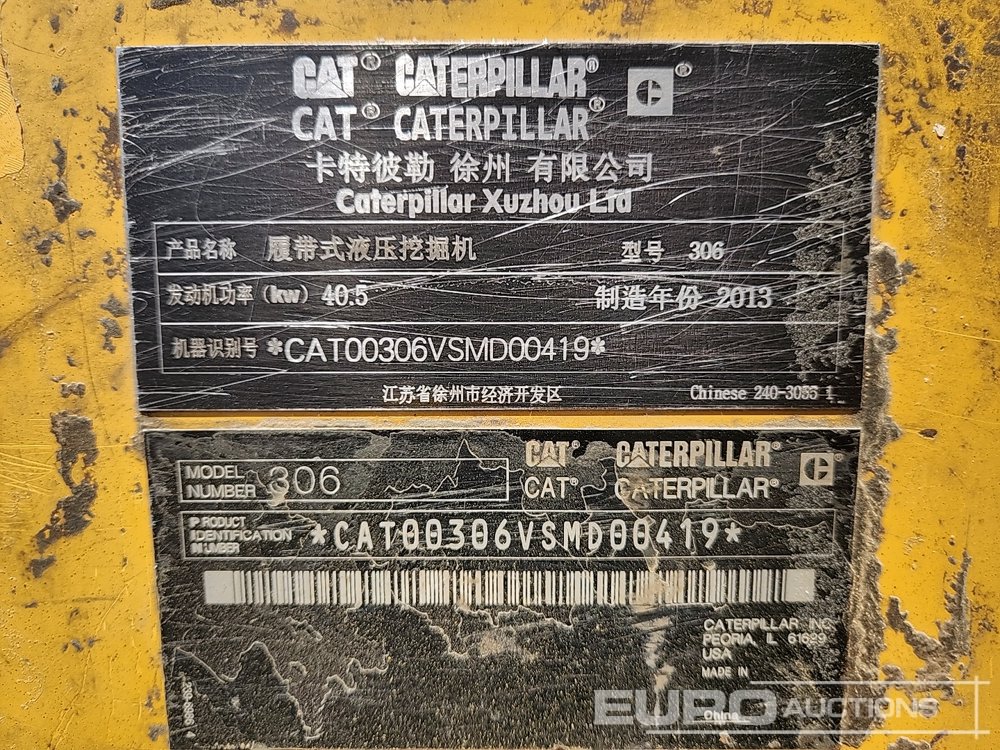 CAT® CATERPILLAR® C®
CAT® CATERPILLAR®
卡特彼勒 徐州 有限公司
Caterpillar Xuzhou Ltd
产品名称 履带式液压挖掘机 型号 306
发动机功率(kw) 40.5 制造年份 2013
机器识别号 *CAT00306VSMD00419*
江苏省徐州市经济开发区 Chinese 240-3055 1
CAT® CATERPILLAR® C®
MODEL NUMBER 306 CAT® CATERPILLAR®
PRODUCT IDENTIFICATION NUMBER *CAT00306VSMD00419*
CATERPILLAR INC.
PEORIA, IL 61629
USA
MADE IN
China
EURO AUCTIONS